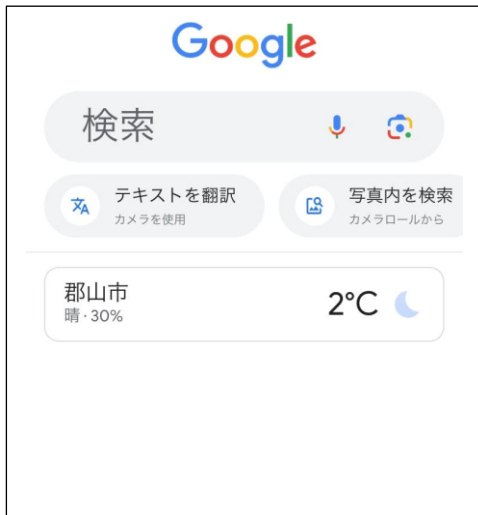 Google
検索
テキストを翻訳
カメラを使用
写真内を検索
カメラロールから
郡山市
晴·30%
2°C